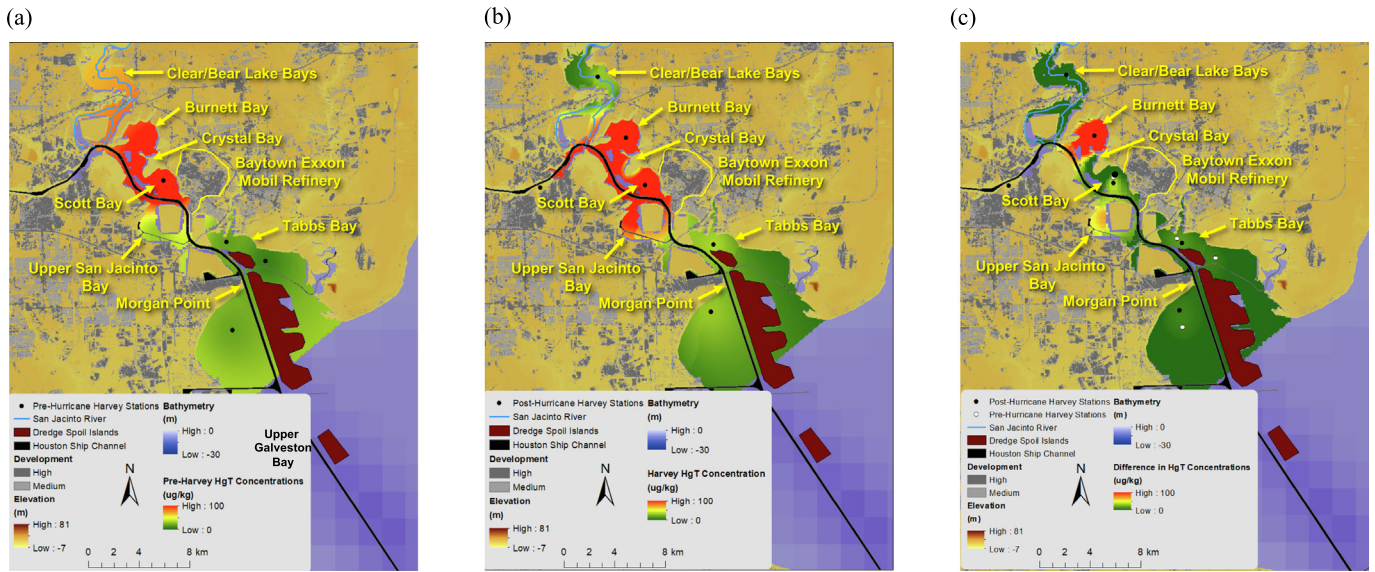 (a)
Clear/Bear Lake Bays
Burnett Bay
Crystal Bay
Baytown Exxon
Mobil Refinery
Scott Bay
Tabbs Bay
Upper San Jacinto
Bay
Morgan Point
Pre-Hurricane Harvey Stations
San Jacinto River
Dredge Spoil Islands
Houston Ship Channel
Development
High
Medium
Elevation
(m)
High : 81
Low : -7
Bathymetry
(m)
High : 0
Low : -30
Pre-Harvey HgT Concentrations
(ug/kg)
High : 100
Low : 0
N
0 2 4 8 km
Upper
Galveston
Bay
(b)
Clear/Bear Lake Bays
Burnett Bay
Crystal Bay
Baytown Exxon
Mobil Refinery
Scott Bay
Tabbs Bay
Upper San Jacinto
Bay
Morgan Point
Post-Hurricane Harvey Stations
San Jacinto River
Dredge Spoil Islands
Houston Ship Channel
Development
High
Medium
Elevation
(m)
High : 81
Low : -7
Bathymetry
(m)
High : 0
Low : -30
Harvey HgT Concentration
(ug/kg)
High : 100
Low : 0
N
0 2 4 8 km
(c)
Clear/Bear Lake Bays
Burnett Bay
Crystal Bay
Baytown Exxon
Mobil Refinery
Scott Bay
Tabbs Bay
Upper San Jacinto
Bay
Morgan Point
Post-Hurricane Harvey Stations
Pre-Hurricane Harvey Stations
San Jacinto River
Dredge Spoil Islands
Houston Ship Channel
Development
High
Medium
Elevation
(m)
High : 81
Low : -7
Bathymetry
(m)
High : 0
Low : -30
Difference in HgT Concentrations
(ug/kg)
High : 100
Low : 0
N
0 2 4 8 km